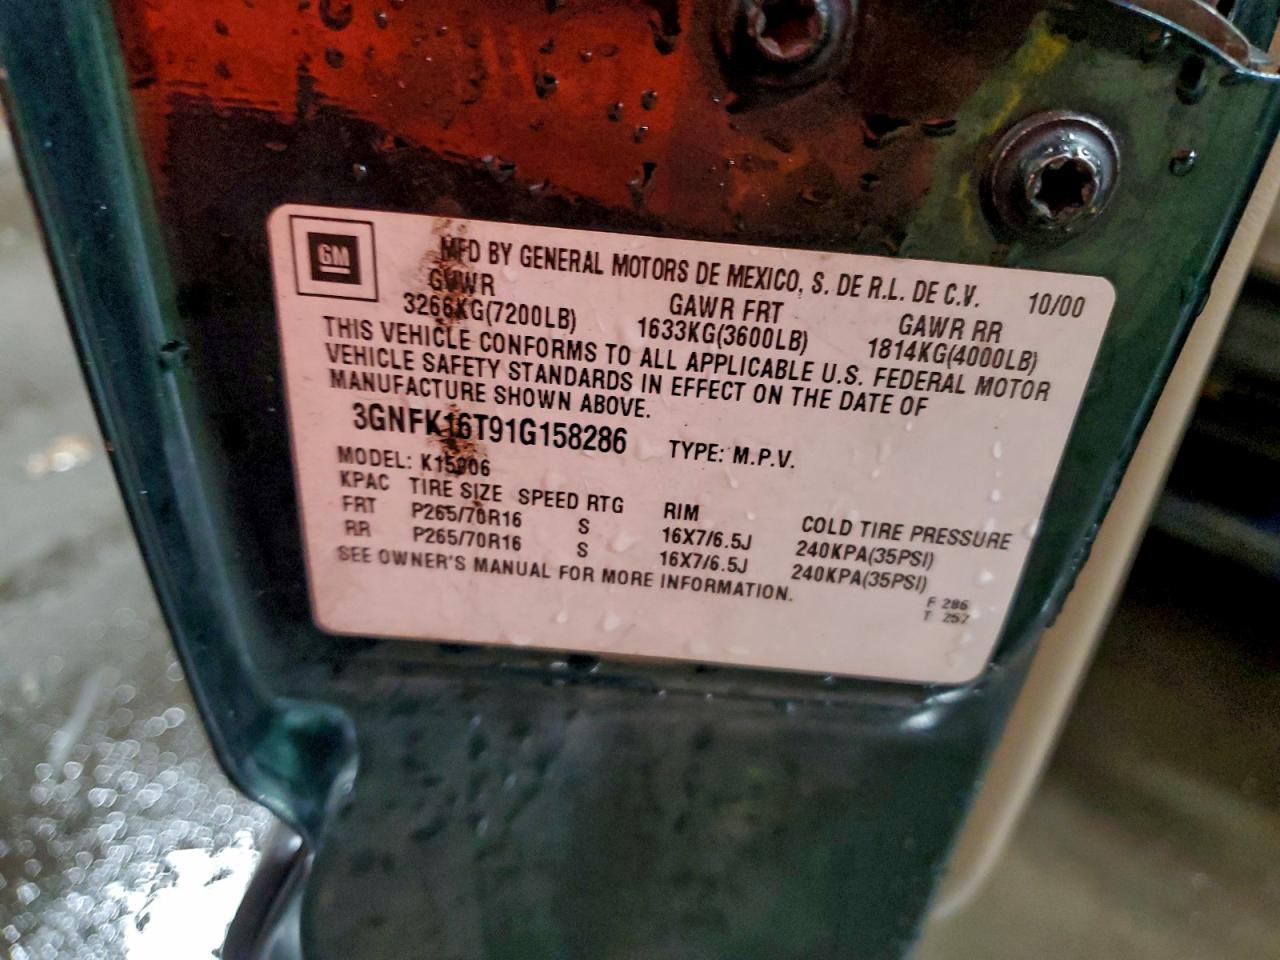 GM
MFD BY GENERAL MOTORS DE MEXICO, S. DE R.L. DE C.V. 10/00
GVWR GAWR FRT GAWR RR
3266KG(7200LB) 1633KG(3600LB) 1814KG(4000LB)
THIS VEHICLE CONFORMS TO ALL APPLICABLE U.S. FEDERAL MOTOR
VEHICLE SAFETY STANDARDS IN EFFECT ON THE DATE OF
MANUFACTURE SHOWN ABOVE.
3GNFK16T91G158286 TYPE: M.P.V.
MODEL: K15906
KPAC TIRE SIZE SPEED RTG RIM COLD TIRE PRESSURE
FRT P265/70R16 S 16X7/6.5J 240KPA(35PSI)
RR P265/70R16 S 16X7/6.5J 240KPA(35PSI)
SEE OWNER'S MANUAL FOR MORE INFORMATION.
F 286
T 257